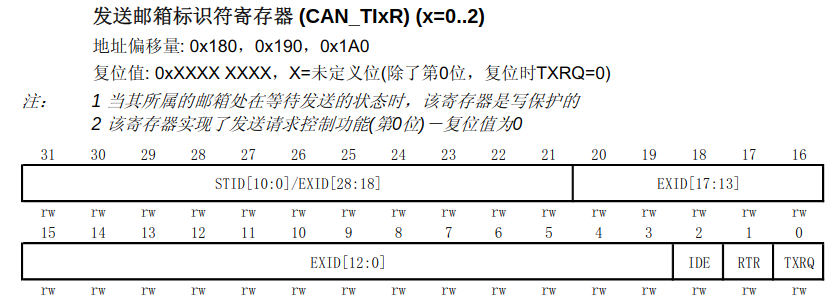 发送邮箱标识符寄存器 (CAN_TIxR) (x=0..2)
地址偏移量: 0x180，0x190，0x1A0
复位值: 0xXXXX XXXX，X=未定义位(除了第0位，复位时TXRQ=0)
注： 1 当其所属的邮箱处在等待发送的状态时，该寄存器是写保护的
2 该寄存器实现了发送请求控制功能(第0位)－复位值为0
31 30 29 28 27 26 25 24 23 22 21 20 19 18 17 16
STID[10:0]/EXID[28:18] EXID[17:13]
rw rw rw rw rw rw rw rw rw rw rw rw rw rw rw rw
15 14 13 12 11 10 9 8 7 6 5 4 3 2 1 0
EXID[12:0] IDE RTR TXRQ
rw rw rw rw rw rw rw rw rw rw rw rw rw rw rw rw